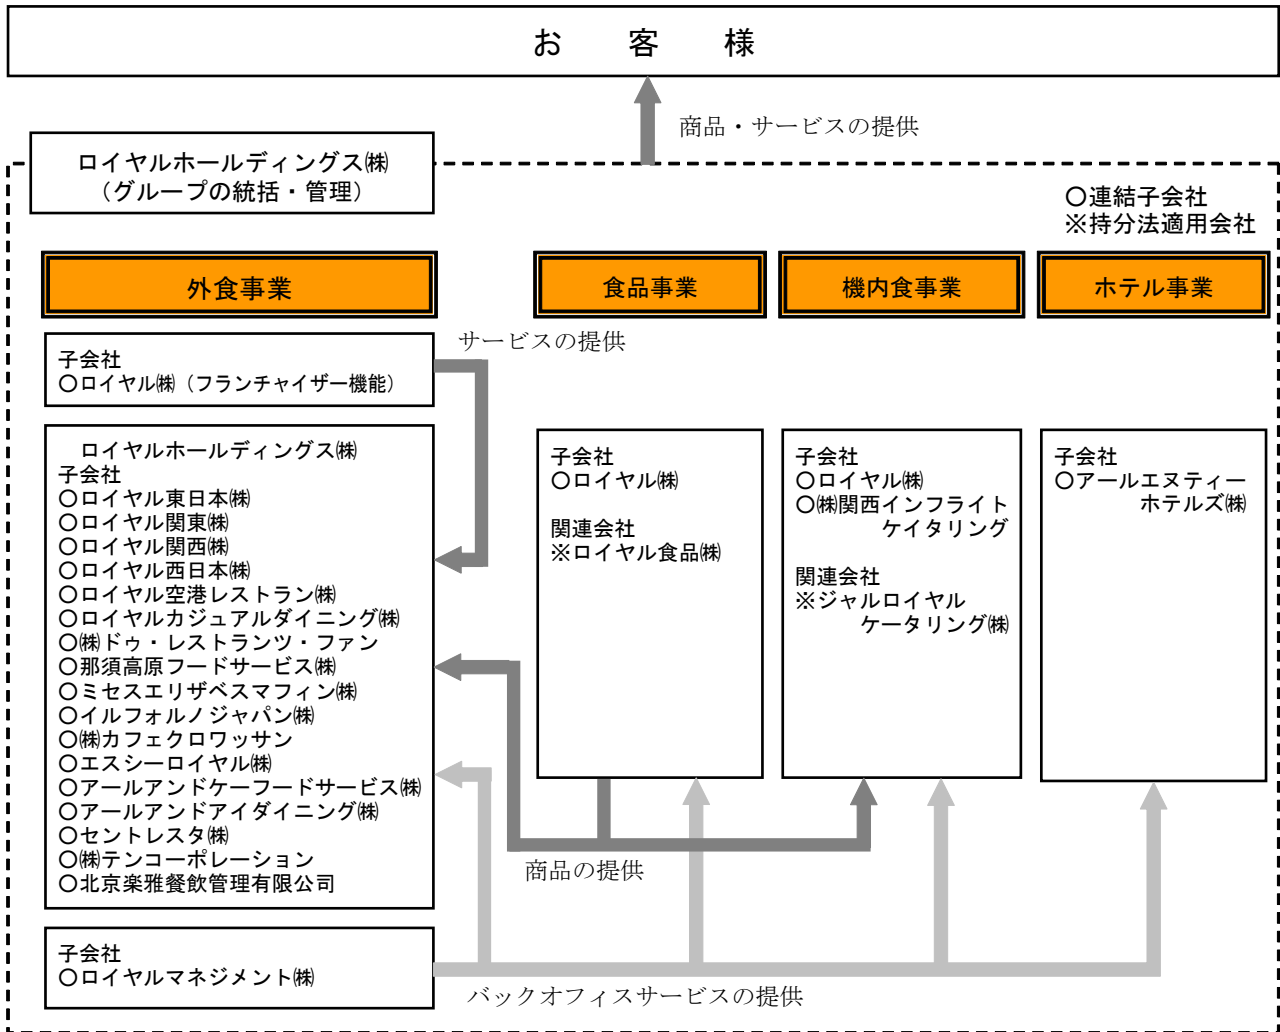 お 客 様
商品・サービスの提供
ロイヤルホールディングス㈱
（グループの統括・管理）
〇連結子会社
※持分法適用会社
外食事業
食品事業
機内食事業
ホテル事業
サービスの提供
子会社
〇ロイヤル㈱（フランチャイザー機能）
ロイヤルホールディングス㈱
子会社
〇ロイヤル東日本㈱
〇ロイヤル関東㈱
〇ロイヤル関西㈱
〇ロイヤル西日本㈱
〇ロイヤル空港レストラン㈱
〇ロイヤルカジュアルダイニング㈱
〇㈱ドゥ・レストランツ・ファン
〇那須高原フードサービス㈱
〇ミセスエリザベスマフィン㈱
〇イルフォルノジャパン㈱
〇㈱カフェクロワッサン
〇エスシーロイヤル㈱
〇アールアンドケーフードサービス㈱
〇アールアンドアイダイニング㈱
〇セントレスタ㈱
〇㈱テンコーポレーション
〇北京楽雅餐飲管理有限公司
子会社
〇ロイヤル㈱
関連会社
※ロイヤル食品㈱
子会社
〇ロイヤル㈱
〇㈱関西インフライト
ケイタリング
関連会社
※ジャルロイヤル
ケータリング㈱
子会社
〇アールエヌティー
ホテルズ㈱
商品の提供
子会社
〇ロイヤルマネジメント㈱
バックオフィスサービスの提供